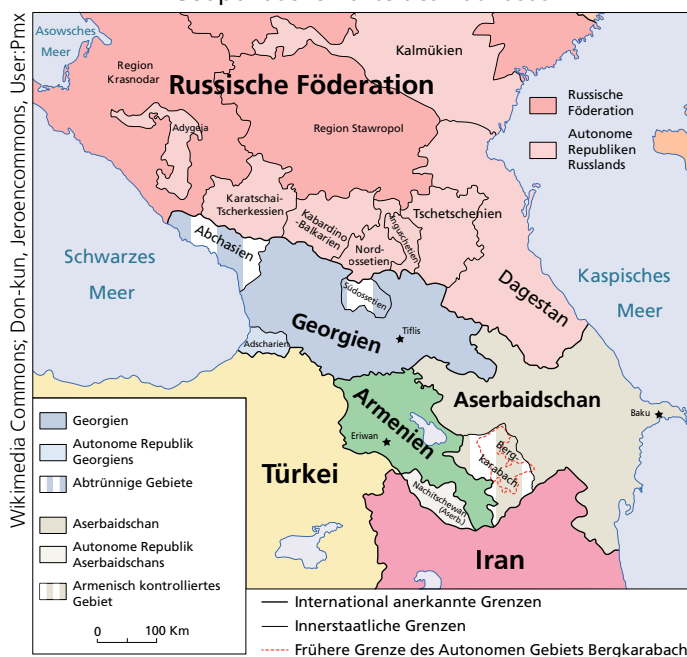 Wikimedia Commons; Don-kun, Jeroencommons, User:Pmx
Asowsches
Meer
Region
Krasnodar
Kalmükien
Russische Föderation
Adygeja
Region Stawropol
Russische
Föderation
Autonome
Republiken
Russlands
Karatschai-
Tscherkessien
Kabardino
-Balkarien
Nord-
ossetien
Inguschetien
Tschetschenien
Dagestan
Abchasien
Schwarzes
Meer
Kaspisches
Meer
Südossetien
Georgien
Tiflis
Adscharien
Armenien
Eriwan
Aserbaidschan
Baku
Berg-
karabach
Nachitschewan
(Aserb.)
Türkei
Iran
Georgien
Autonome Republik
Georgiens
Abtrünnige Gebiete
Aserbaidschan
Autonome Republik
Aserbaidschans
Armenisch kontrolliertes
Gebiet
0 100 Km
International anerkannte Grenzen
Innerstaatliche Grenzen
Frühere Grenze des Autonomen Gebiets Bergkarabach